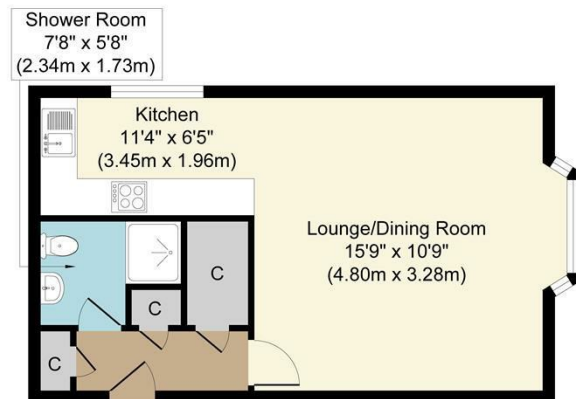 Shower Room
7'8" x 5'8"
(2.34m x 1.73m)
Kitchen
11'4" x 6'5"
(3.45m x 1.96m)
Lounge/Dining Room
15'9" x 10'9"
(4.80m x 3.28m)
C
C
C